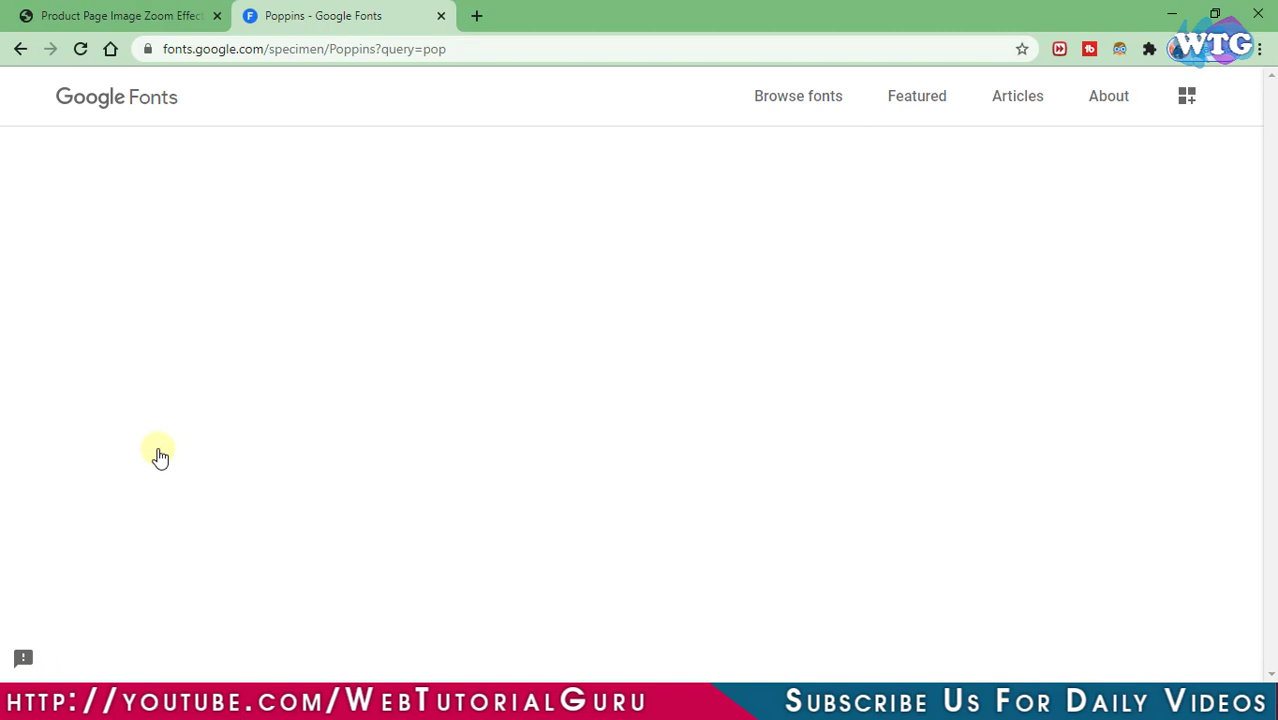 Product Page Image Zoom Effect
Poppins - Google Fonts
fonts.google.com/specimen/Poppins?query=pop
WTG
Google Fonts
Browse fonts
Featured
Articles
About
http://youtube.com/WebTutorialGuru
Subscribe Us For Daily Videos